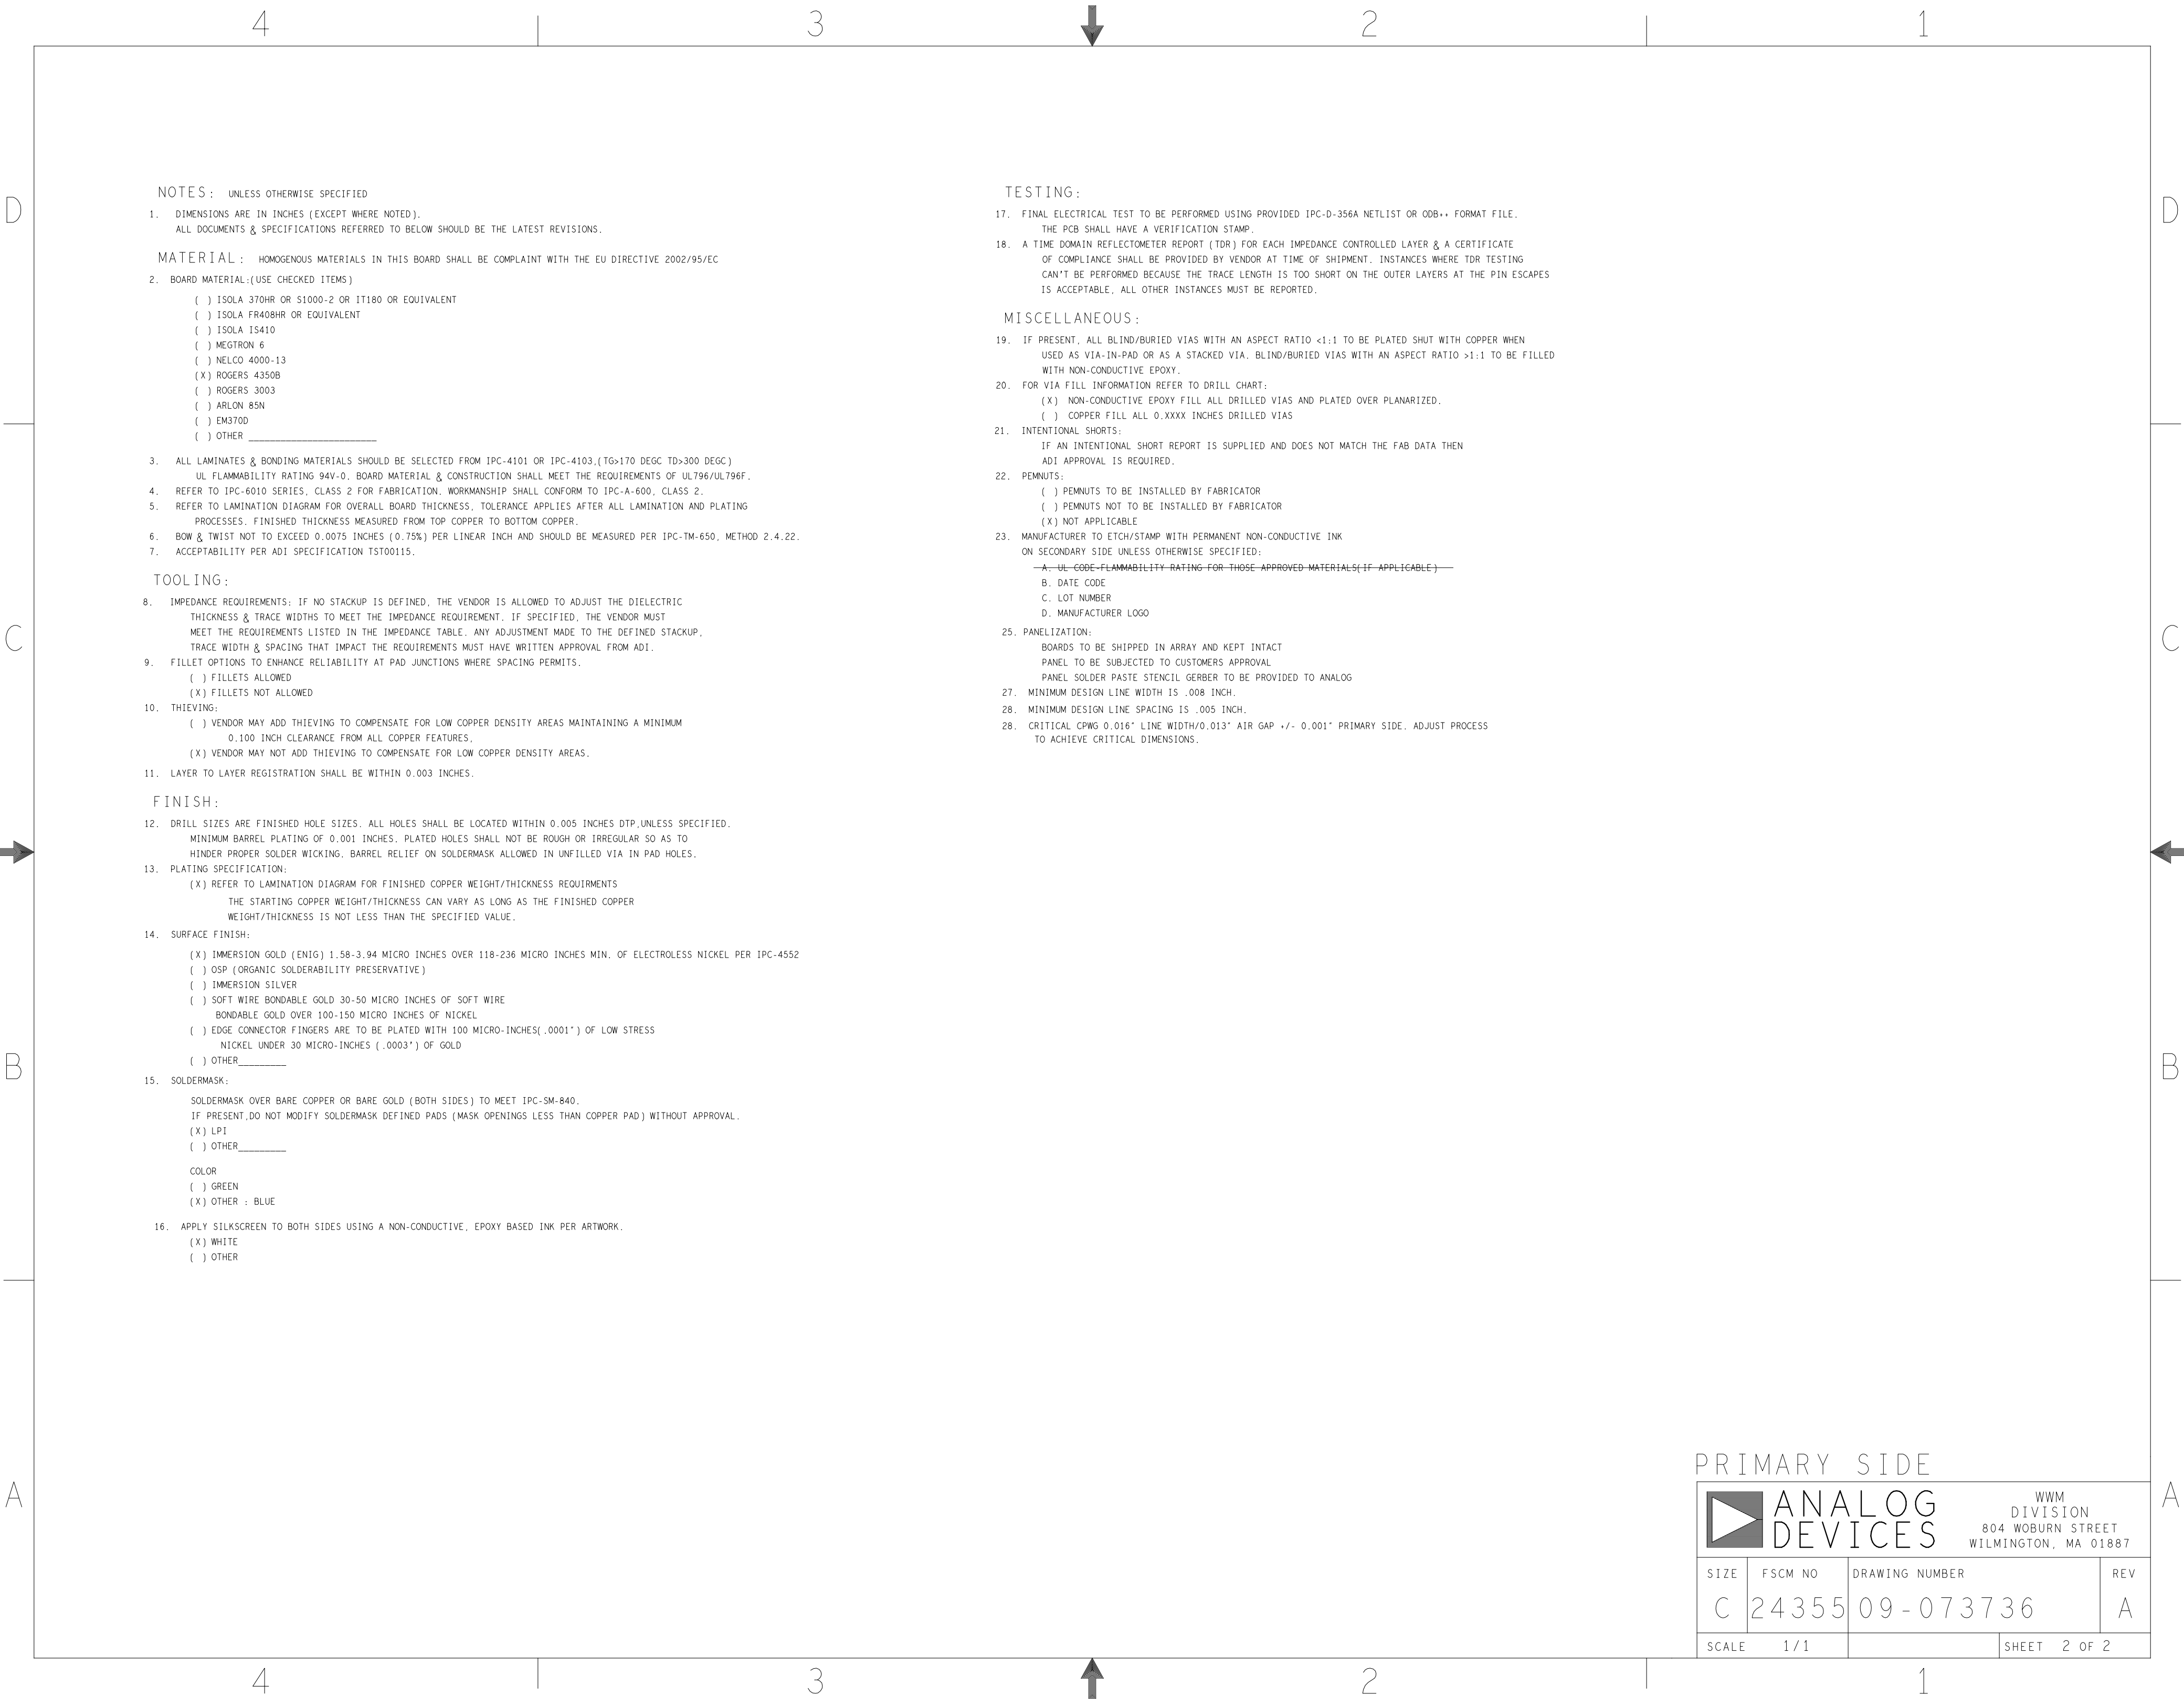 4 3 2 1
D D
NOTES: UNLESS OTHERWISE SPECIFIED
1. DIMENSIONS ARE IN INCHES (EXCEPT WHERE NOTED).
ALL DOCUMENTS & SPECIFICATIONS REFERRED TO BELOW SHOULD BE THE LATEST REVISIONS.
MATERIAL: HOMOGENOUS MATERIALS IN THIS BOARD SHALL BE COMPLAINT WITH THE EU DIRECTIVE 2002/95/EC
2. BOARD MATERIAL:(USE CHECKED ITEMS)
( ) ISOLA 370HR OR S1000-2 OR IT180 OR EQUIVALENT
( ) ISOLA FR408HR OR EQUIVALENT
( ) ISOLA IS410
( ) MEGTRON 6
( ) NELCO 4000-13
(X) ROGERS 4350B
( ) ROGERS 3003
( ) ARLON 85N
( ) EM370D
( ) OTHER ________________________
3. ALL LAMINATES & BONDING MATERIALS SHOULD BE SELECTED FROM IPC-4101 OR IPC-4103.(TG>170 DEGC TD>300 DEGC)
UL FLAMMABILITY RATING 94V-0. BOARD MATERIAL & CONSTRUCTION SHALL MEET THE REQUIREMENTS OF UL796/UL796F.
4. REFER TO IPC-6010 SERIES, CLASS 2 FOR FABRICATION. WORKMANSHIP SHALL CONFORM TO IPC-A-600, CLASS 2.
5. REFER TO LAMINATION DIAGRAM FOR OVERALL BOARD THICKNESS, TOLERANCE APPLIES AFTER ALL LAMINATION AND PLATING
PROCESSES. FINISHED THICKNESS MEASURED FROM TOP COPPER TO BOTTOM COPPER.
6. BOW & TWIST NOT TO EXCEED 0.0075 INCHES (0.75%) PER LINEAR INCH AND SHOULD BE MEASURED PER IPC-TM-650, METHOD 2.4.22.
7. ACCEPTABILITY PER ADI SPECIFICATION TST00115.
TOOLING:
8. IMPEDANCE REQUIREMENTS: IF NO STACKUP IS DEFINED, THE VENDOR IS ALLOWED TO ADJUST THE DIELECTRIC
THICKNESS & TRACE WIDTHS TO MEET THE IMPEDANCE REQUIREMENT. IF SPECIFIED, THE VENDOR MUST
MEET THE REQUIREMENTS LISTED IN THE IMPEDANCE TABLE. ANY ADJUSTMENT MADE TO THE DEFINED STACKUP,
TRACE WIDTH & SPACING THAT IMPACT THE REQUIREMENTS MUST HAVE WRITTEN APPROVAL FROM ADI.
9. FILLET OPTIONS TO ENHANCE RELIABILITY AT PAD JUNCTIONS WHERE SPACING PERMITS.
( ) FILLETS ALLOWED
(X) FILLETS NOT ALLOWED
10. THIEVING:
( ) VENDOR MAY ADD THIEVING TO COMPENSATE FOR LOW COPPER DENSITY AREAS MAINTAINING A MINIMUM
0.100 INCH CLEARANCE FROM ALL COPPER FEATURES.
(X) VENDOR MAY NOT ADD THIEVING TO COMPENSATE FOR LOW COPPER DENSITY AREAS.
11. LAYER TO LAYER REGISTRATION SHALL BE WITHIN 0.003 INCHES.
FINISH:
12. DRILL SIZES ARE FINISHED HOLE SIZES. ALL HOLES SHALL BE LOCATED WITHIN 0.005 INCHES DTP,UNLESS SPECIFIED.
MINIMUM BARREL PLATING OF 0.001 INCHES. PLATED HOLES SHALL NOT BE ROUGH OR IRREGULAR SO AS TO
HINDER PROPER SOLDER WICKING. BARREL RELIEF ON SOLDERMASK ALLOWED IN UNFILLED VIA IN PAD HOLES.
13. PLATING SPECIFICATION:
(X) REFER TO LAMINATION DIAGRAM FOR FINISHED COPPER WEIGHT/THICKNESS REQUIRMENTS
THE STARTING COPPER WEIGHT/THICKNESS CAN VARY AS LONG AS THE FINISHED COPPER
WEIGHT/THICKNESS IS NOT LESS THAN THE SPECIFIED VALUE.
14. SURFACE FINISH:
(X) IMMERSION GOLD (ENIG) 1.58-3.94 MICRO INCHES OVER 118-236 MICRO INCHES MIN. OF ELECTROLESS NICKEL PER IPC-4552
( ) OSP (ORGANIC SOLDERABILITY PRESERVATIVE)
( ) IMMERSION SILVER
( ) SOFT WIRE BONDABLE GOLD 30-50 MICRO INCHES OF SOFT WIRE
BONDABLE GOLD OVER 100-150 MICRO INCHES OF NICKEL
( ) EDGE CONNECTOR FINGERS ARE TO BE PLATED WITH 100 MICRO-INCHES(.0001") OF LOW STRESS
NICKEL UNDER 30 MICRO-INCHES (.0003") OF GOLD
( ) OTHER_________
15. SOLDERMASK:
SOLDERMASK OVER BARE COPPER OR BARE GOLD (BOTH SIDES) TO MEET IPC-SM-840.
IF PRESENT,DO NOT MODIFY SOLDERMASK DEFINED PADS (MASK OPENINGS LESS THAN COPPER PAD) WITHOUT APPROVAL.
(X) LPI
( ) OTHER_________
COLOR
( ) GREEN
(X) OTHER : BLUE
16. APPLY SILKSCREEN TO BOTH SIDES USING A NON-CONDUCTIVE, EPOXY BASED INK PER ARTWORK.
(X) WHITE
( ) OTHER
TESTING:
17. FINAL ELECTRICAL TEST TO BE PERFORMED USING PROVIDED IPC-D-356A NETLIST OR ODB++ FORMAT FILE.
THE PCB SHALL HAVE A VERIFICATION STAMP.
18. A TIME DOMAIN REFLECTOMETER REPORT (TDR) FOR EACH IMPEDANCE CONTROLLED LAYER & A CERTIFICATE
OF COMPLIANCE SHALL BE PROVIDED BY VENDOR AT TIME OF SHIPMENT. INSTANCES WHERE TDR TESTING
CAN'T BE PERFORMED BECAUSE THE TRACE LENGTH IS TOO SHORT ON THE OUTER LAYERS AT THE PIN ESCAPES
IS ACCEPTABLE, ALL OTHER INSTANCES MUST BE REPORTED.
MISCELLANEOUS:
19. IF PRESENT, ALL BLIND/BURIED VIAS WITH AN ASPECT RATIO <1:1 TO BE PLATED SHUT WITH COPPER WHEN
USED AS VIA-IN-PAD OR AS A STACKED VIA. BLIND/BURIED VIAS WITH AN ASPECT RATIO >1:1 TO BE FILLED
WITH NON-CONDUCTIVE EPOXY.
20. FOR VIA FILL INFORMATION REFER TO DRILL CHART:
(X) NON-CONDUCTIVE EPOXY FILL ALL DRILLED VIAS AND PLATED OVER PLANARIZED.
( ) COPPER FILL ALL 0.XXXX INCHES DRILLED VIAS
21. INTENTIONAL SHORTS:
IF AN INTENTIONAL SHORT REPORT IS SUPPLIED AND DOES NOT MATCH THE FAB DATA THEN
ADI APPROVAL IS REQUIRED.
22. PEMNUTS:
( ) PEMNUTS TO BE INSTALLED BY FABRICATOR
( ) PEMNUTS NOT TO BE INSTALLED BY FABRICATOR
(X) NOT APPLICABLE
23. MANUFACTURER TO ETCH/STAMP WITH PERMANENT NON-CONDUCTIVE INK
ON SECONDARY SIDE UNLESS OTHERWISE SPECIFIED:
A. UL CODE-FLAMMABILITY RATING FOR THOSE APPROVED MATERIALS(IF APPLICABLE)
B. DATE CODE
C. LOT NUMBER
D. MANUFACTURER LOGO
25. PANELIZATION:
BOARDS TO BE SHIPPED IN ARRAY AND KEPT INTACT
PANEL TO BE SUBJECTED TO CUSTOMERS APPROVAL
PANEL SOLDER PASTE STENCIL GERBER TO BE PROVIDED TO ANALOG
27. MINIMUM DESIGN LINE WIDTH IS .008 INCH.
28. MINIMUM DESIGN LINE SPACING IS .005 INCH.
28. CRITICAL CPWG 0.016" LINE WIDTH/0.013" AIR GAP +/- 0.001" PRIMARY SIDE. ADJUST PROCESS
TO ACHIEVE CRITICAL DIMENSIONS.
C C
B B
A A
PRIMARY SIDE
ANALOG
DEVICES
WWM
DIVISION
804 WOBURN STREET
WILMINGTON, MA 01887
SIZE FSCM NO DRAWING NUMBER REV
C 24355 09-073736 A
SCALE 1/1 SHEET 2 OF 2
4 3 2 1